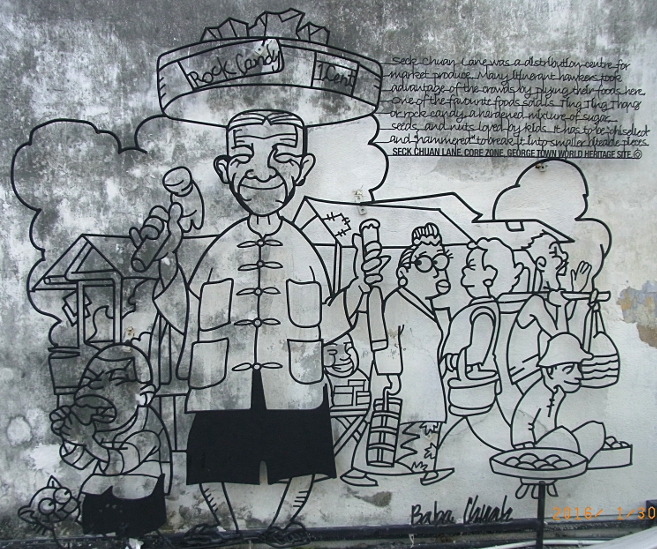 Rock Candy
1 Cent
Seck Chuan Lane was a distribution centre for
market produce. Many itinerant hawkers took
advantage of the crowds by plying their foods here.
One of the favourite foods sold is Ting Ting Thong
or rock candy, a hardened mixture of sugar,
seeds, and nuts loved by kids. It has to be chiselled
and "hammered" to break it into smaller bizarre pieces.
SECK CHUAN LANE, CORE ZONE, GEORGE TOWN WORLD HERITAGE SITE
Baba Chuah
2016/ 1/30